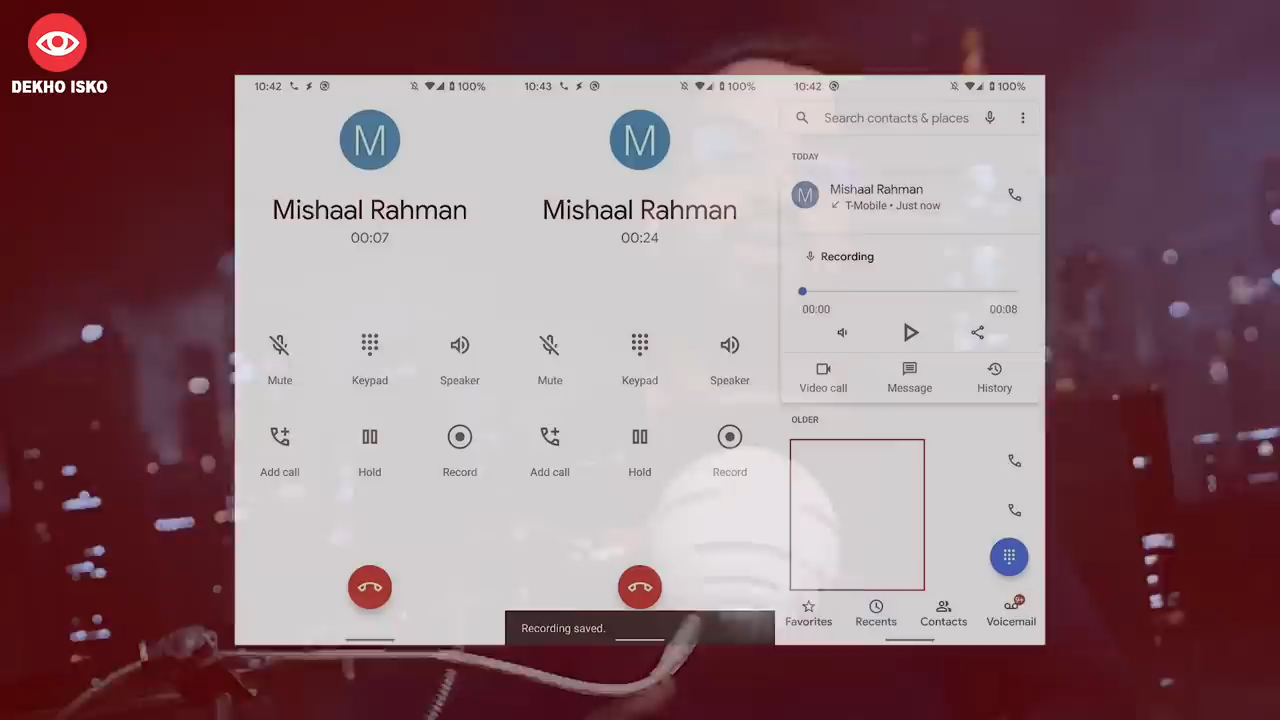 DEKHO ISKO
10:42
100%
M
Mishaal Rahman
00:07
Mute
Keypad
Speaker
Add call
Hold
Record
10:43
100%
M
Mishaal Rahman
00:24
Mute
Keypad
Speaker
Add call
Hold
Record
Recording saved.
10:42
100%
Search contacts & places
TODAY
M
Mishaal Rahman
T-Mobile • Just now
Recording
00:00
00:08
Video call
Message
History
OLDER
Favorites
Recents
Contacts
9+
Voicemail